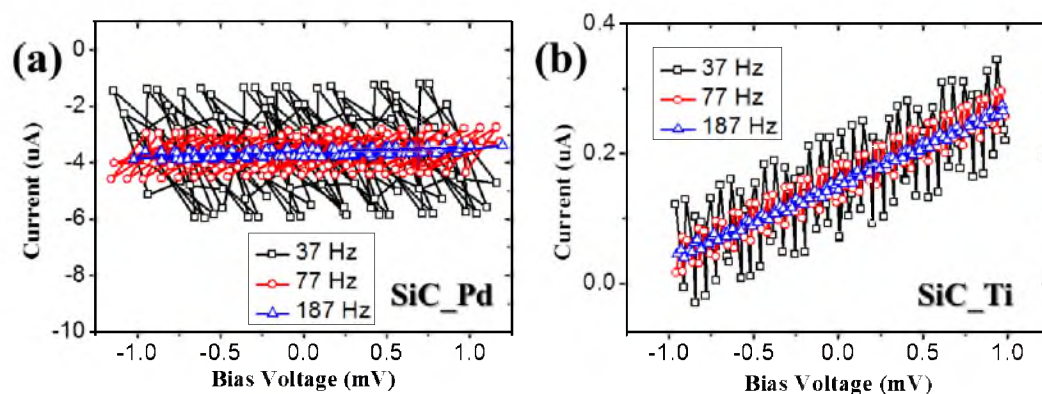 (a)
0
-2
-4
-6
-8
-10
Current (uA)
37 Hz
77 Hz
187 Hz
SiC_Pd
-1.0
-0.5
0.0
0.5
1.0
Bias Voltage (mV)
(b)
0.4
0.2
0.0
Current (uA)
37 Hz
77 Hz
187 Hz
SiC_Ti
-1.0
-0.5
0.0
0.5
1.0
Bias Voltage (mV)